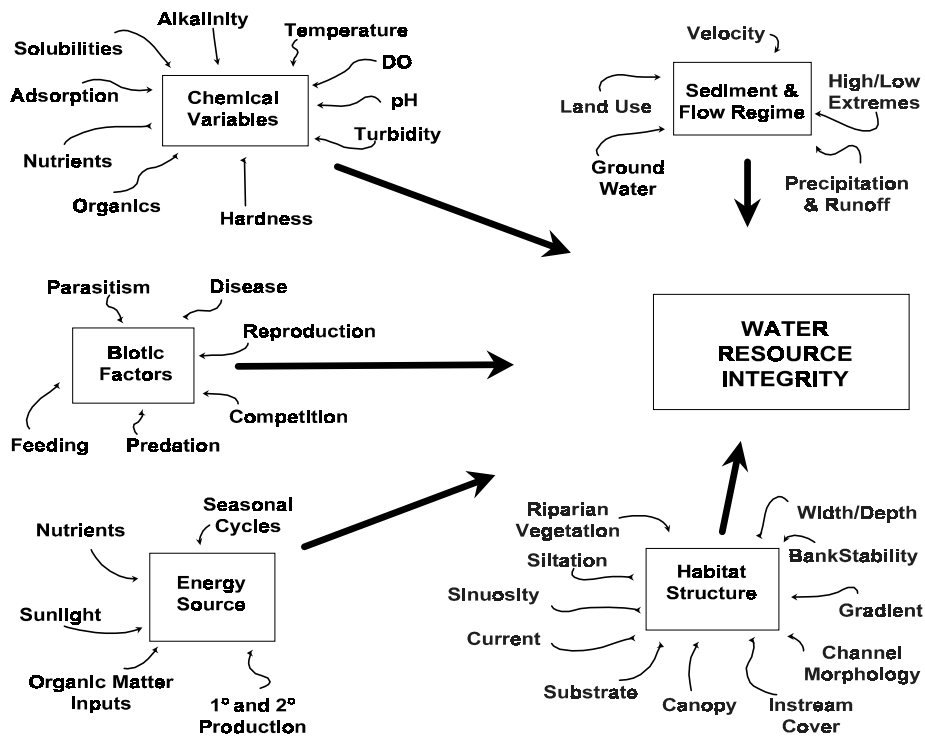 Alkalinity
Temperature
Solubilities
DO
Adsorption
Chemical
Variables
pH
Turbidity
Nutrients
Organics
Hardness
Velocity
Land Use
Sediment &
Flow Regime
High/Low
Extremes
Ground
Water
Precipitation
& Runoff
Parasitism
Disease
Reproduction
Biotic
Factors
Competition
Feeding
Predation
WATER
RESOURCE
INTEGRITY
Seasonal
Cycles
Nutrients
Energy
Source
Sunlight
Organic Matter
Inputs
1° and 2°
Production
Riparian
Vegetation
Width/Depth
Siltation
BankStability
Habitat
Structure
Sinuosity
Gradient
Current
Channel
Morphology
Substrate
Canopy
Instream
Cover